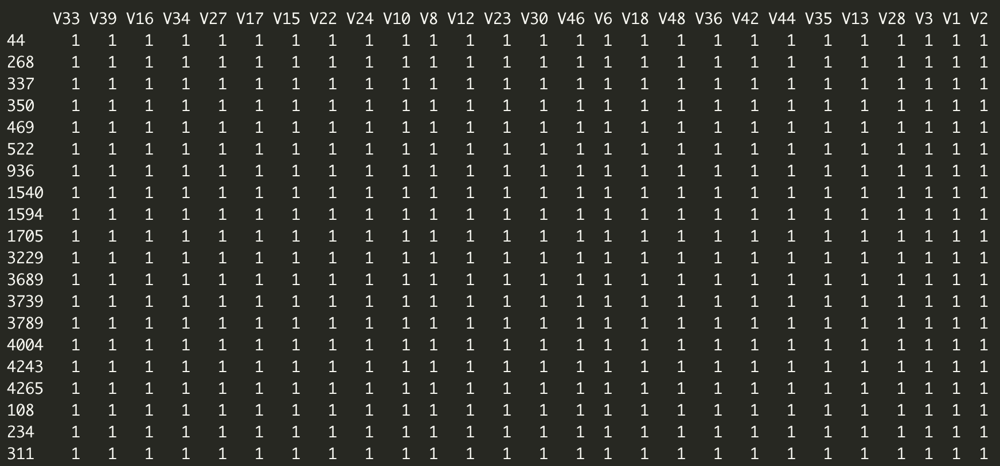 V33 V39 V16 V34 V27 V17 V15 V22 V24 V10 V8 V12 V23 V30 V46 V6 V18 V48 V36 V42 V44 V35 V13 V28 V3 V1 V2
44 1 1 1 1 1 1 1 1 1 1 1 1 1 1 1 1 1 1 1 1 1 1 1 1 1 1 1
268 1 1 1 1 1 1 1 1 1 1 1 1 1 1 1 1 1 1 1 1 1 1 1 1 1 1 1
337 1 1 1 1 1 1 1 1 1 1 1 1 1 1 1 1 1 1 1 1 1 1 1 1 1 1 1
350 1 1 1 1 1 1 1 1 1 1 1 1 1 1 1 1 1 1 1 1 1 1 1 1 1 1 1
469 1 1 1 1 1 1 1 1 1 1 1 1 1 1 1 1 1 1 1 1 1 1 1 1 1 1 1
522 1 1 1 1 1 1 1 1 1 1 1 1 1 1 1 1 1 1 1 1 1 1 1 1 1 1 1
936 1 1 1 1 1 1 1 1 1 1 1 1 1 1 1 1 1 1 1 1 1 1 1 1 1 1 1
1540 1 1 1 1 1 1 1 1 1 1 1 1 1 1 1 1 1 1 1 1 1 1 1 1 1 1 1
1594 1 1 1 1 1 1 1 1 1 1 1 1 1 1 1 1 1 1 1 1 1 1 1 1 1 1 1
1705 1 1 1 1 1 1 1 1 1 1 1 1 1 1 1 1 1 1 1 1 1 1 1 1 1 1 1
3229 1 1 1 1 1 1 1 1 1 1 1 1 1 1 1 1 1 1 1 1 1 1 1 1 1 1 1
3689 1 1 1 1 1 1 1 1 1 1 1 1 1 1 1 1 1 1 1 1 1 1 1 1 1 1 1
3739 1 1 1 1 1 1 1 1 1 1 1 1 1 1 1 1 1 1 1 1 1 1 1 1 1 1 1
3789 1 1 1 1 1 1 1 1 1 1 1 1 1 1 1 1 1 1 1 1 1 1 1 1 1 1 1
4004 1 1 1 1 1 1 1 1 1 1 1 1 1 1 1 1 1 1 1 1 1 1 1 1 1 1 1
4243 1 1 1 1 1 1 1 1 1 1 1 1 1 1 1 1 1 1 1 1 1 1 1 1 1 1 1
4265 1 1 1 1 1 1 1 1 1 1 1 1 1 1 1 1 1 1 1 1 1 1 1 1 1 1 1
108 1 1 1 1 1 1 1 1 1 1 1 1 1 1 1 1 1 1 1 1 1 1 1 1 1 1 1
234 1 1 1 1 1 1 1 1 1 1 1 1 1 1 1 1 1 1 1 1 1 1 1 1 1 1 1
311 1 1 1 1 1 1 1 1 1 1 1 1 1 1 1 1 1 1 1 1 1 1 1 1 1 1 1